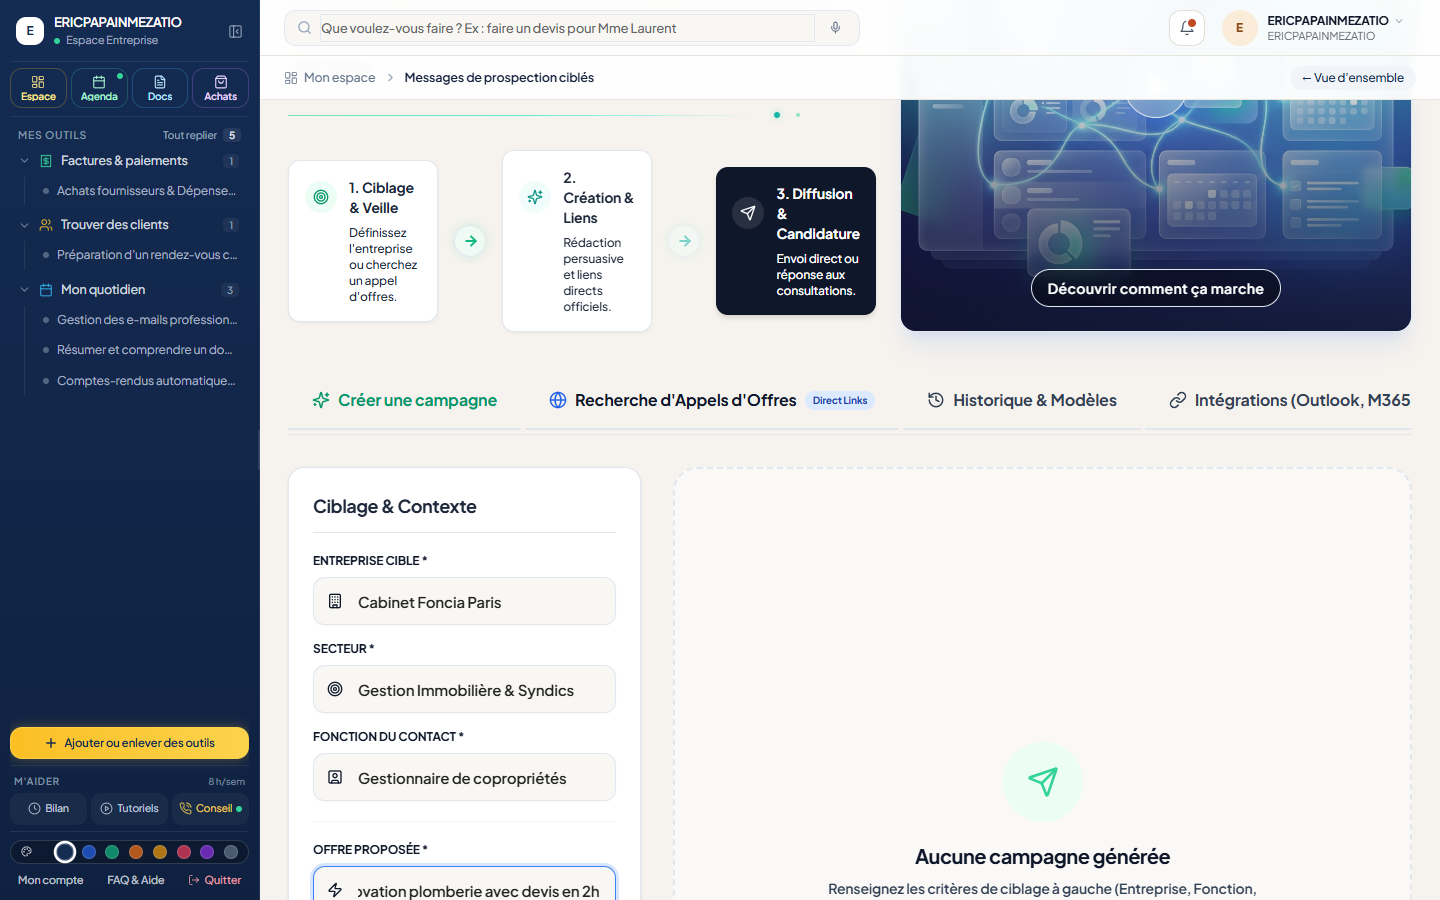 E
ERICPAPAINMEZATIO
Espace Entreprise
Espace
Agenda
Docs
Achats
MES OUTILS
Tout replier
5
Factures & paiements
1
Achats fournisseurs & Dépense...
Trouver des clients
1
Préparation d'un rendez-vous c...
Mon quotidien
3
Gestion des e-mails profession...
Résumer et comprendre un do...
Comptes-rendus automatique...
Ajouter ou enlever des outils
M'AIDER
8 h/sem
Bilan
Tutoriels
Conseil
Mon compte
FAQ & Aide
Quitter
Que voulez-vous faire ? Ex : faire un devis pour Mme Laurent
E
ERICPAPAINMEZATIO
ERICPAPAINMEZATIO
Mon espace
Messages de prospection ciblés
← Vue d'ensemble
1. Ciblage
& Veille
Définissez
l'entreprise
ou cherchez
un appel
d'offres.
2.
Création &
Liens
Rédaction
persuasive
et liens
directs
officiels.
3. Diffusion
&
Candidature
Envoi direct ou
réponse aux
consultations.
Découvrir comment ça marche
Créer une campagne
Recherche d'Appels d'Offres
Direct Links
Historique & Modèles
Intégrations (Outlook, M365
Ciblage & Contexte
ENTREPRISE CIBLE *
Cabinet Foncia Paris
SECTEUR *
Gestion Immobilière & Syndics
FONCTION DU CONTACT *
Gestionnaire de copropriétés
OFFRE PROPOSÉE *
ovation plomberie avec devis en 2h
Aucune campagne générée
Renseignez les critères de ciblage à gauche (Entreprise, Fonction,